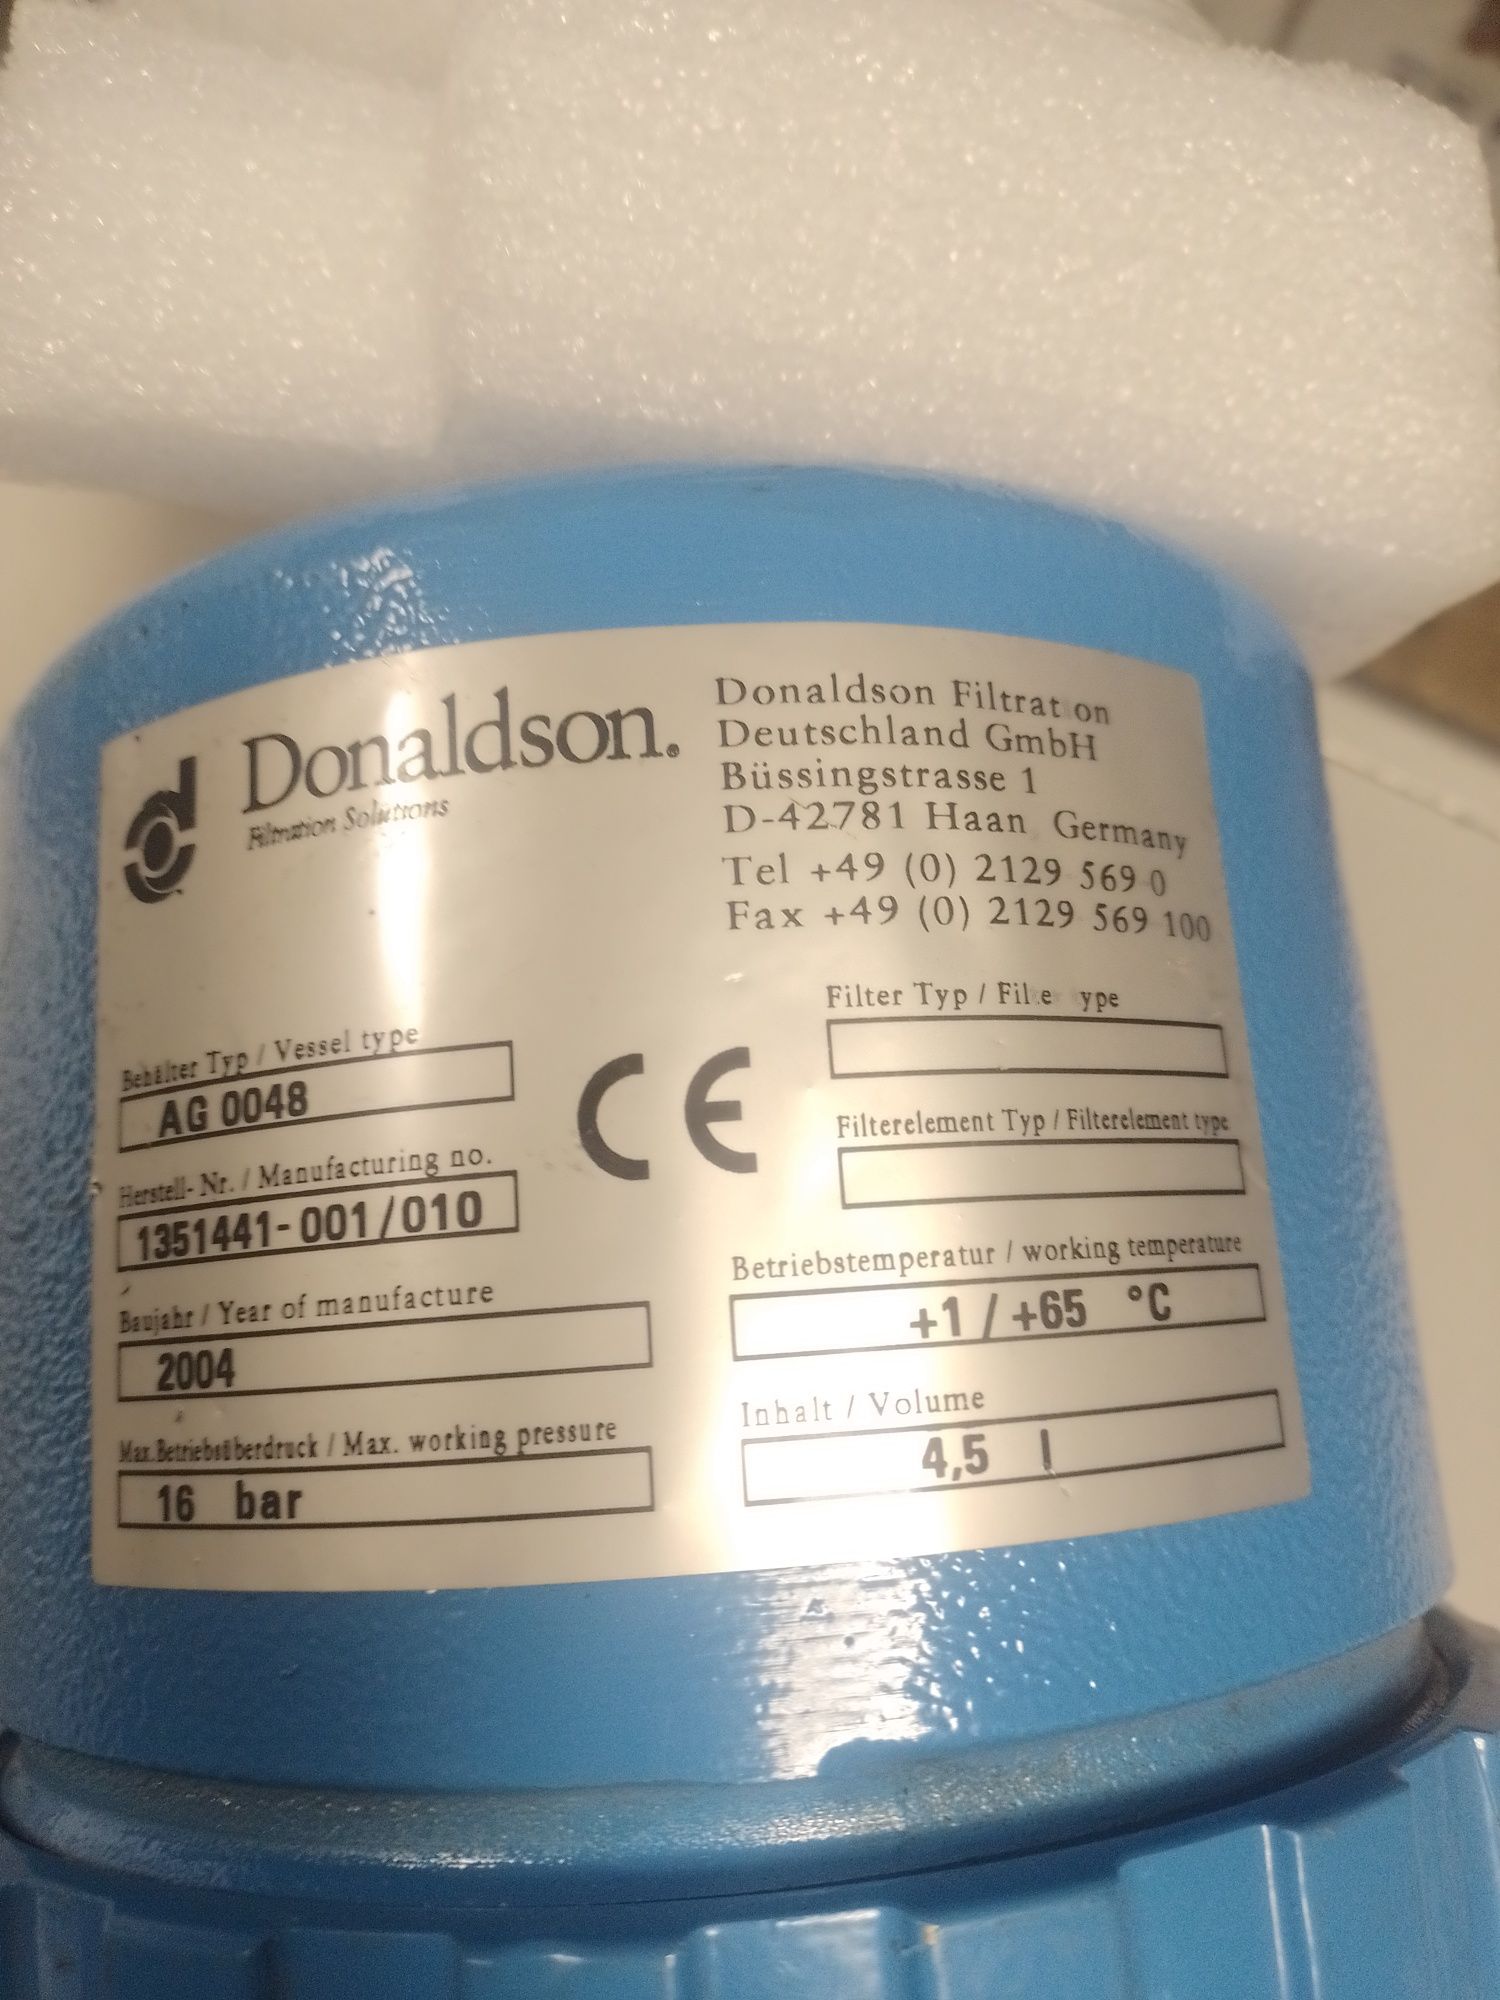 Donaldson.
Filtration Solutions
Donaldson Filtrat on
Deutschland GmbH
Büssingstrasse 1
D-42781 Haan Germany
Tel +49 (0) 2129 569 0
Fax +49 (0) 2129 569 100
Behälter Typ / Vessel type
AG 0048
Herstell-Nr. / Manufacturing no.
1351441-001/010
Baujahr / Year of manufacture
2004
Max. Betriebsüberdruck / Max. working pressure
16 bar
CE
Filter Typ / Fil e ype
Filterelement Typ / Filterelement type
Betriebstemperatur / working temperature
+1 / +65 °C
Inhalt / Volume
4,5 l